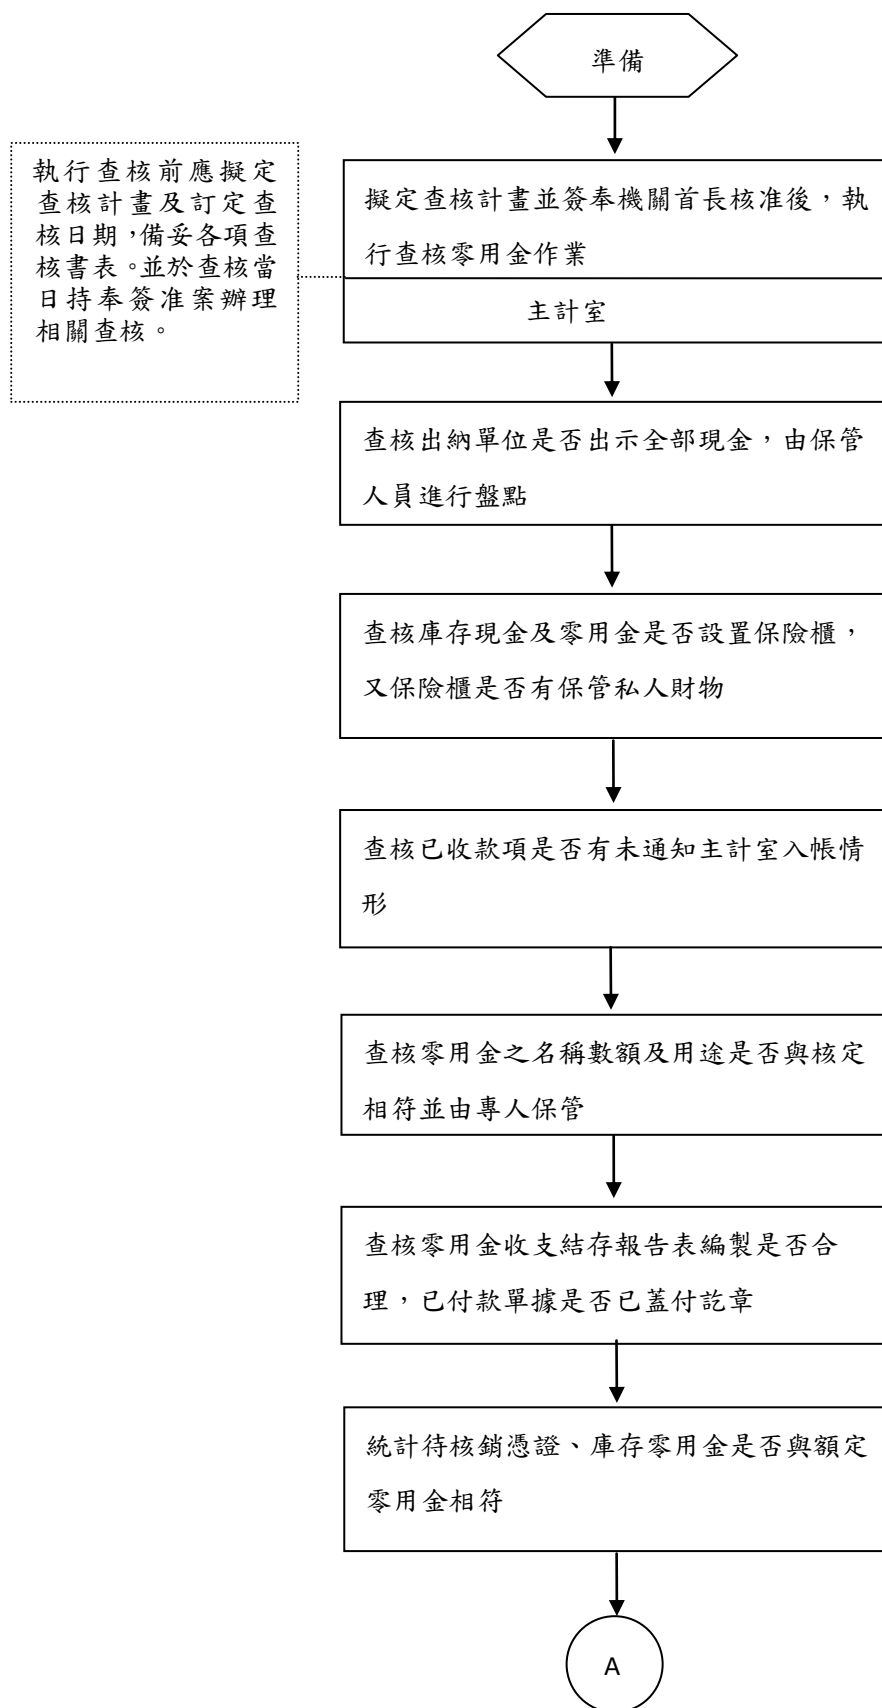 準備
執行查核前應擬定
查核計畫及訂定查
核日期，備妥各項查
核書表。並於查核當
日持奉簽准案辦理
相關查核。
擬定查核計畫並簽奉機關首長核准後，執
行查核零用金作業
主計室
查核出納單位是否出示全部現金，由保管
人員進行盤點
查核庫存現金及零用金是否設置保險櫃，
又保險櫃是否有保管私人財物
查核已收款項是否有未通知主計室入帳情
形
查核零用金之名稱數額及用途是否與核定
相符並由專人保管
查核零用金收支結存報告表編製是否合
理，已付款單據是否已蓋付訖章
統計待核銷憑證、庫存零用金是否與額定
零用金相符
A